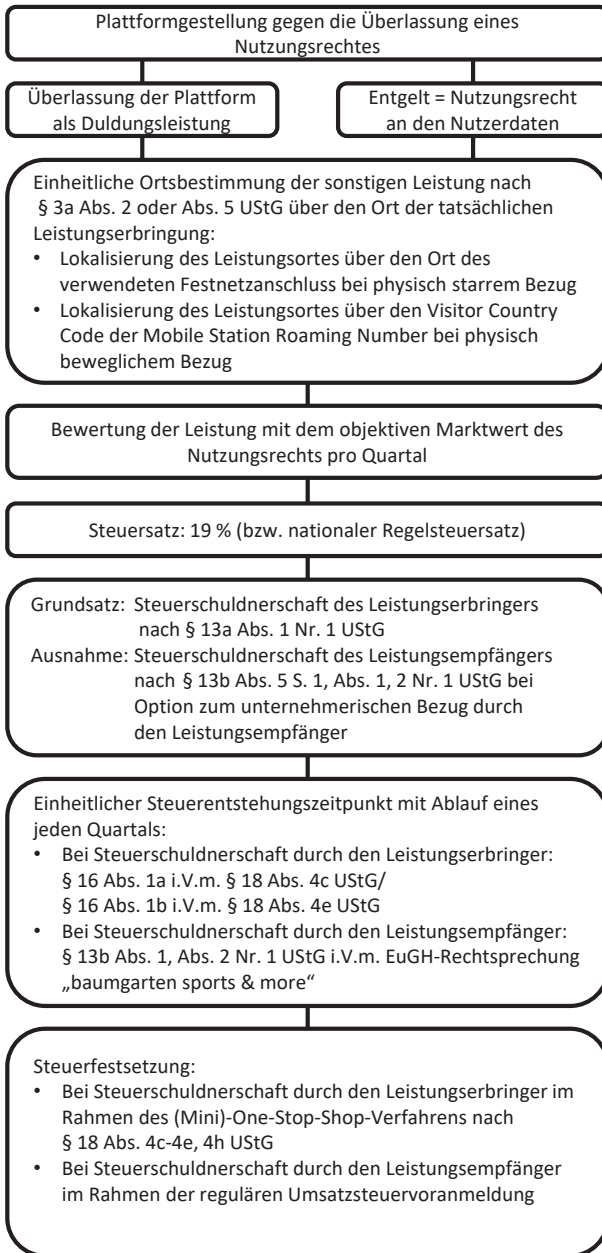 Plattformgestellung gegen die Überlassung eines
Nutzungsrechtes
Überlassung der Plattform
als Duldungsleistung
Entgelt = Nutzungsrecht
an den Nutzerdaten
Einheitliche Ortsbestimmung der sonstigen Leistung nach
§ 3a Abs. 2 oder Abs. 5 UStG über den Ort der tatsächlichen
Leistungserbringung:
• Lokalisierung des Leistungsortes über den Ort des
verwendeten Festnetzanschluss bei physisch starrem Bezug
• Lokalisierung des Leistungsortes über den Visitor Country
Code der Mobile Station Roaming Number bei physisch
beweglichem Bezug
Bewertung der Leistung mit dem objektiven Marktwert des
Nutzungsrechts pro Quartal
Steuersatz: 19 % (bzw. nationaler Regelsteuersatz)
Grundsatz: Steuerschuldnerschaft des Leistungserbringers
nach § 13a Abs. 1 Nr. 1 UStG
Ausnahme: Steuerschuldnerschaft des Leistungsempfängers
nach § 13b Abs. 5 S. 1, Abs. 1, 2 Nr. 1 UStG bei
Option zum unternehmerischen Bezug durch
den Leistungsempfänger
Einheitlicher Steuerentstehungszeitpunkt mit Ablauf eines
jeden Quartals:
• Bei Steuerschuldnerschaft durch den Leistungserbringer:
§ 16 Abs. 1a i.V.m. § 18 Abs. 4c UStG/
§ 16 Abs. 1b i.V.m. § 18 Abs. 4e UStG
• Bei Steuerschuldnerschaft durch den Leistungsempfänger:
§ 13b Abs. 1, Abs. 2 Nr. 1 UStG i.V.m. EuGH-Rechtsprechung
„baumgarten sports & more“
Steuerfestsetzung:
• Bei Steuerschuldnerschaft durch den Leistungserbringer im
Rahmen des (Mini)-One-Stop-Shop-Verfahrens nach
§ 18 Abs. 4c-4e, 4h UStG
• Bei Steuerschuldnerschaft durch den Leistungsempfänger
im Rahmen der regulären Umsatzsteuervoranmeldung